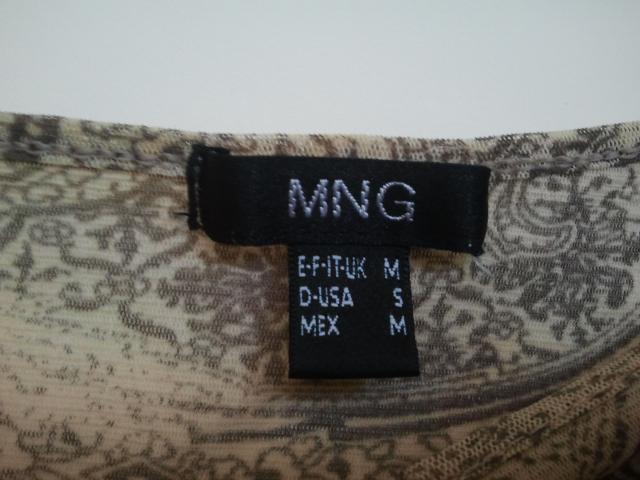 MNG
E-F-IT-UK M
D-USA S
MEX M